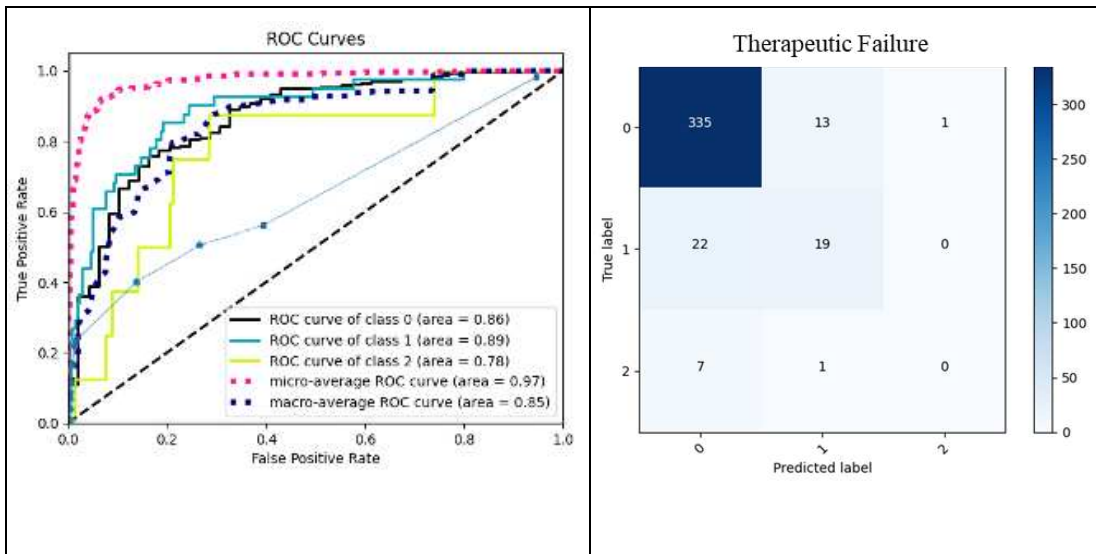 ROC Curves
1.0
0.8
0.6
0.4
0.2
0.0
True Positive Rate
ROC curve of class 0 (area = 0.86)
ROC curve of class 1 (area = 0.89)
ROC curve of class 2 (area = 0.78)
micro-average ROC curve (area = 0.97)
macro-average ROC curve (area = 0.85)
0.0 0.2 0.4 0.6 0.8 1.0
False Positive Rate
Therapeutic Failure
True label
0 335 13 1
1 22 19 0
2 7 1 0
0 1 2
Predicted label
300
250
200
150
100
50
0